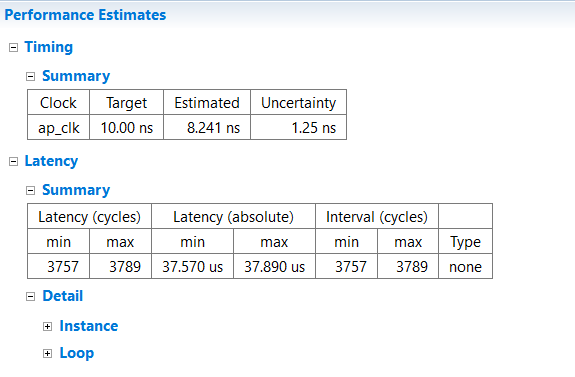 Performance Estimates
Timing
Summary
Clock Target Estimated Uncertainty
ap_clk 10.00 ns 8.241 ns 1.25 ns
Latency
Summary
Latency (cycles) Latency (absolute) Interval (cycles)
min max min max min max Type
3757 3789 37.570 us 37.890 us 3757 3789 none
Detail
Instance
Loop